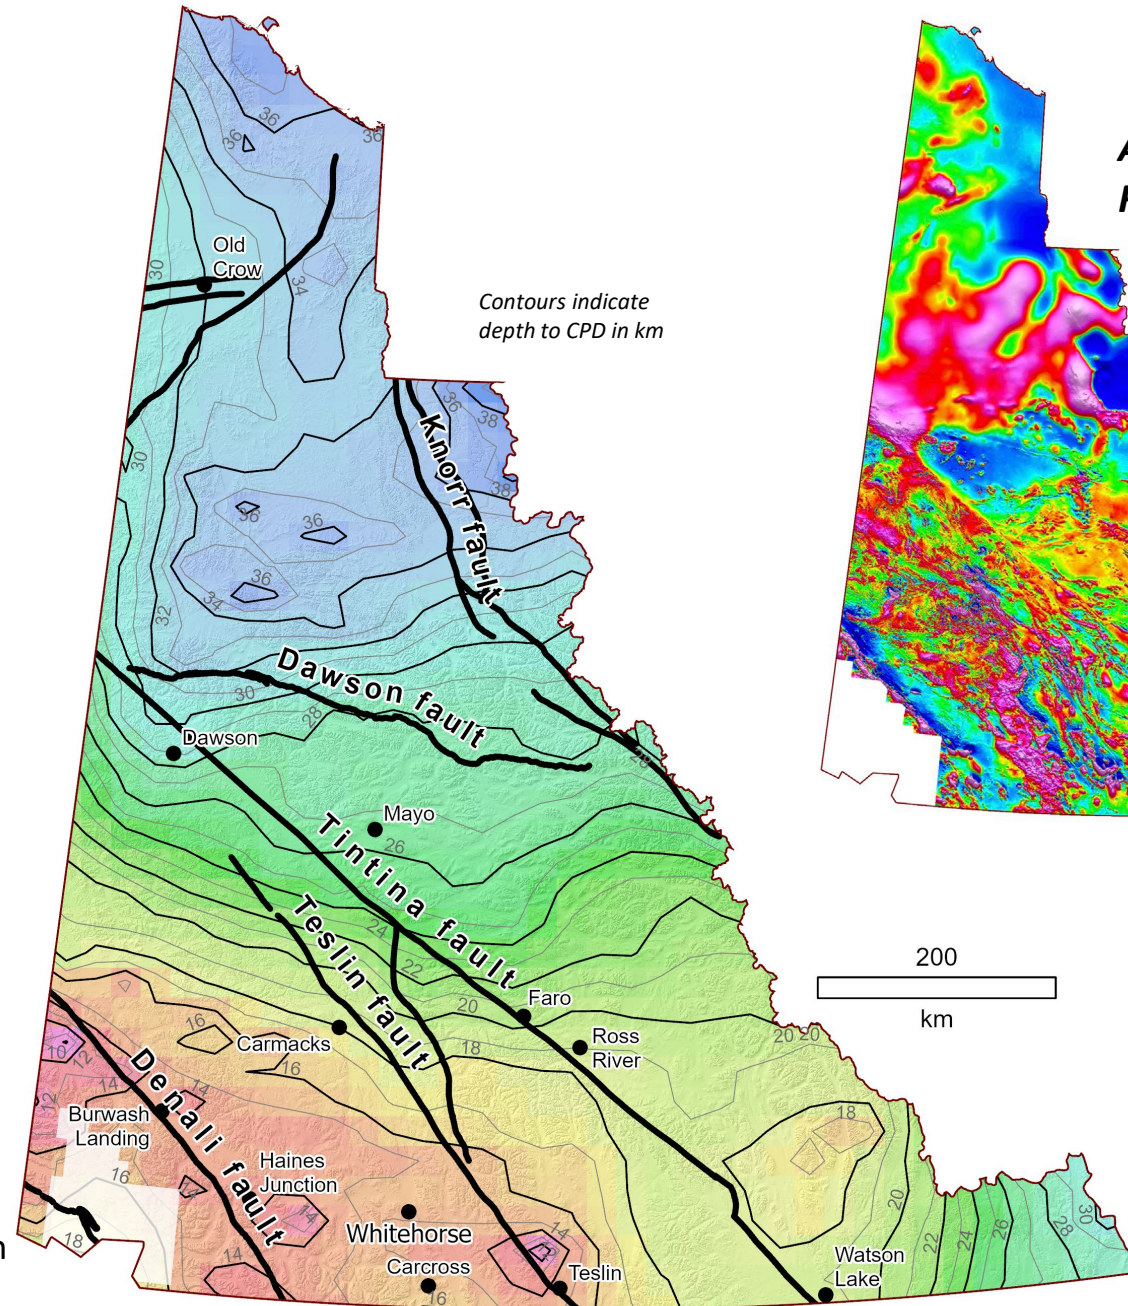 36
36
36
A
Old
Crow
30
34
Contours indicate
depth to CPD in km
36
38
Knorr fault
30
38
36
36
36
34
32
Dawson fault
30
28
Dawson
28
Mayo
26
Tintina fault
Teslin fault
24
22
20
Faro
200
km
16
Carmacks
18
Ross
River
20 20
10
12
14
16
14
Denali fault
12
Burwash
Landing
18
16
Haines
Junction
14
20
Whitehorse
14
12
22
24
26
28
30
18
14
Carcross
Teslin
Watson
Lake
16